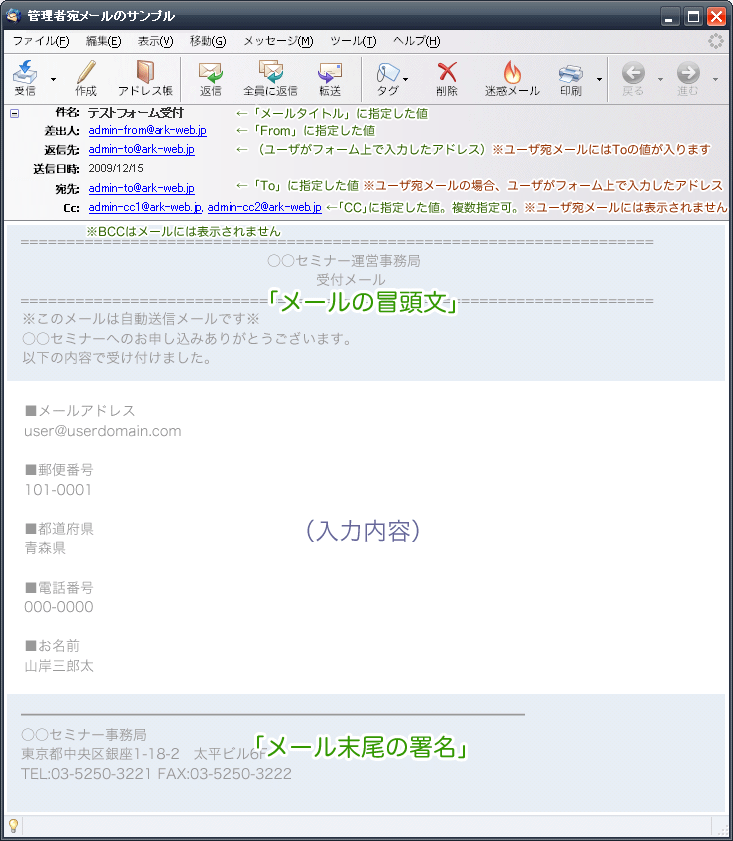 管理者宛メールのサンプル
ファイル(F) 編集(E) 表示(V) 移動(G) メッセージ(M) ツール(T) ヘルプ(H)
受信 作成 アドレス帳 返信 全員に返信 転送 タグ 削除 迷惑メール 印刷 戻る 進む
件名: テストフォーム受付 ←「メールタイトル」に指定した値
差出人: admin-from@ark-web.jp ←「From」に指定した値
返信先: admin-to@ark-web.jp ←（ユーザがフォーム上で入力したアドレス）※ユーザ宛メールにはToの値が入ります
送信日時: 2009/12/15
宛先: admin-to@ark-web.jp ←「To」に指定した値 ※ユーザ宛メールの場合、ユーザがフォーム上で入力したアドレス
Cc: admin-cc1@ark-web.jp, admin-cc2@ark-web.jp ←「CC」に指定した値。複数指定可。※ユーザ宛メールには表示されません
※BCCはメールには表示されません
〇〇セミナー運営事務局
受付メール
「メールの冒頭文」
※このメールは自動送信メールです※
〇〇セミナーへのお申し込みありがとうございます。
以下の内容で受け付けました。
■メールアドレス
user@userdomain.com
■郵便番号
101-0001
■都道府県
青森県
（入力内容）
■電話番号
000-0000
■お名前
山岸三郎太
〇〇セミナー事務局
東京都中央区銀座1-18-2 太平ビル6F
「メール末尾の署名」
TEL:03-5250-3221 FAX:03-5250-3222